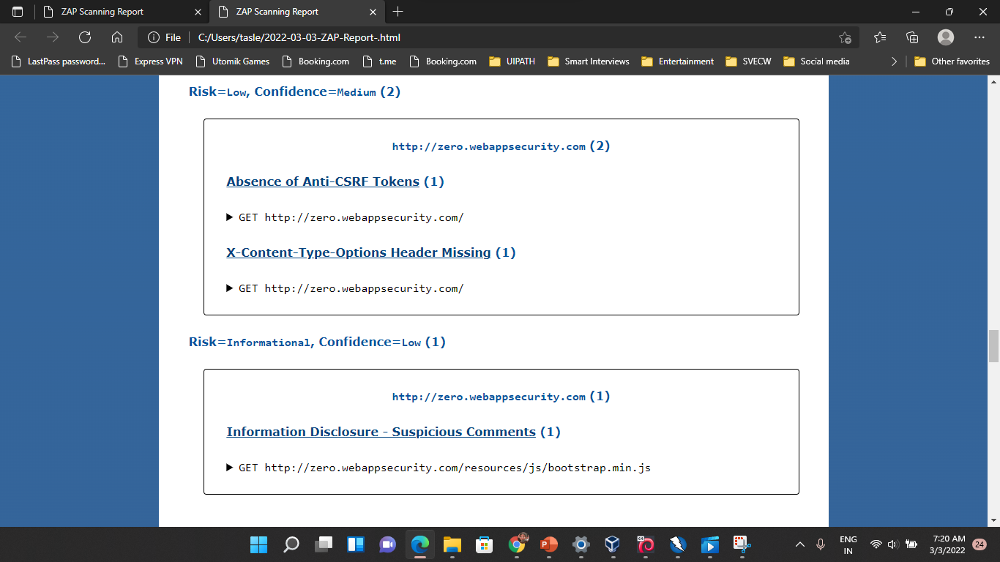 ZAP Scanning Report
ZAP Scanning Report
File
C:/Users/tasle/2022-03-03-ZAP-Report-.html
LastPass password...
Express VPN
Utomik Games
Booking.com
t.me
Booking.com
UIPATH
Smart Interviews
Entertainment
SVECW
Social media
Other favorites
Risk=Low, Confidence=Medium (2)
http://zero.webappsecurity.com (2)
Absence of Anti-CSRF Tokens (1)
GET http://zero.webappsecurity.com/
X-Content-Type-Options Header Missing (1)
GET http://zero.webappsecurity.com/
Risk=Informational, Confidence=Low (1)
http://zero.webappsecurity.com (1)
Information Disclosure - Suspicious Comments (1)
GET http://zero.webappsecurity.com/resources/js/bootstrap.min.js
ENG
IN
7:20 AM
3/3/2022
24